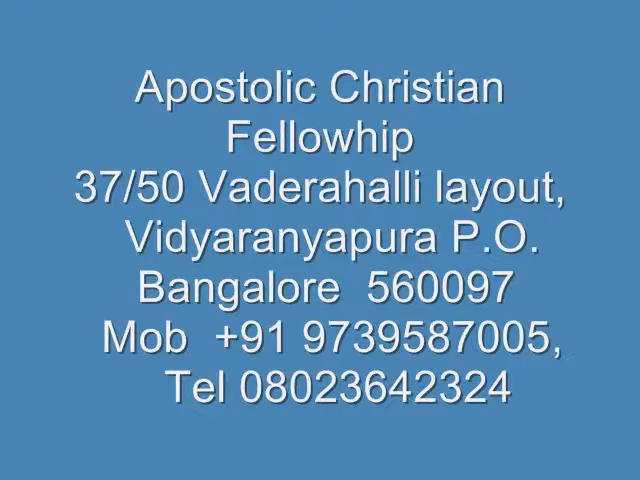 Apostolic Christian
Fellowhip
37/50 Vaderahalli layout,
Vidyaranyapura P.O.
Bangalore 560097
Mob +91 9739587005,
Tel 08023642324